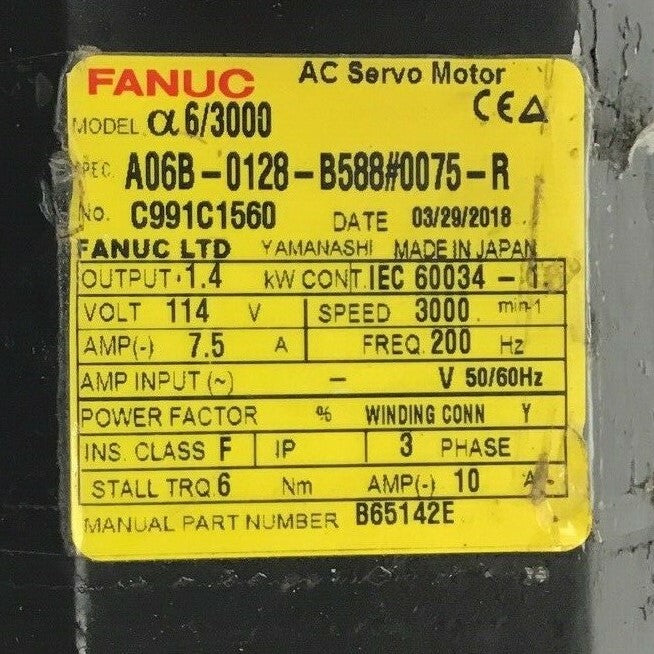 FANUC AC Servo Motor
MODEL α6/3000 CE
SPEC. A06B-0128-B588#0075-R
No. C991C1560 DATE 03/29/2018
FANUC LTD YAMANASHI MADE IN JAPAN
OUTPUT 1.4 kW CONT. IEC 60034-1
VOLT 114 V SPEED 3000 min-1
AMP(~) 7.5 A FREQ. 200 Hz
AMP INPUT (~) - V 50/60Hz
POWER FACTOR % WINDING CONN Y
INS. CLASS F IP 3 PHASE
STALL TRQ 6 Nm AMP(~) 10 A~
MANUAL PART NUMBER B65142E